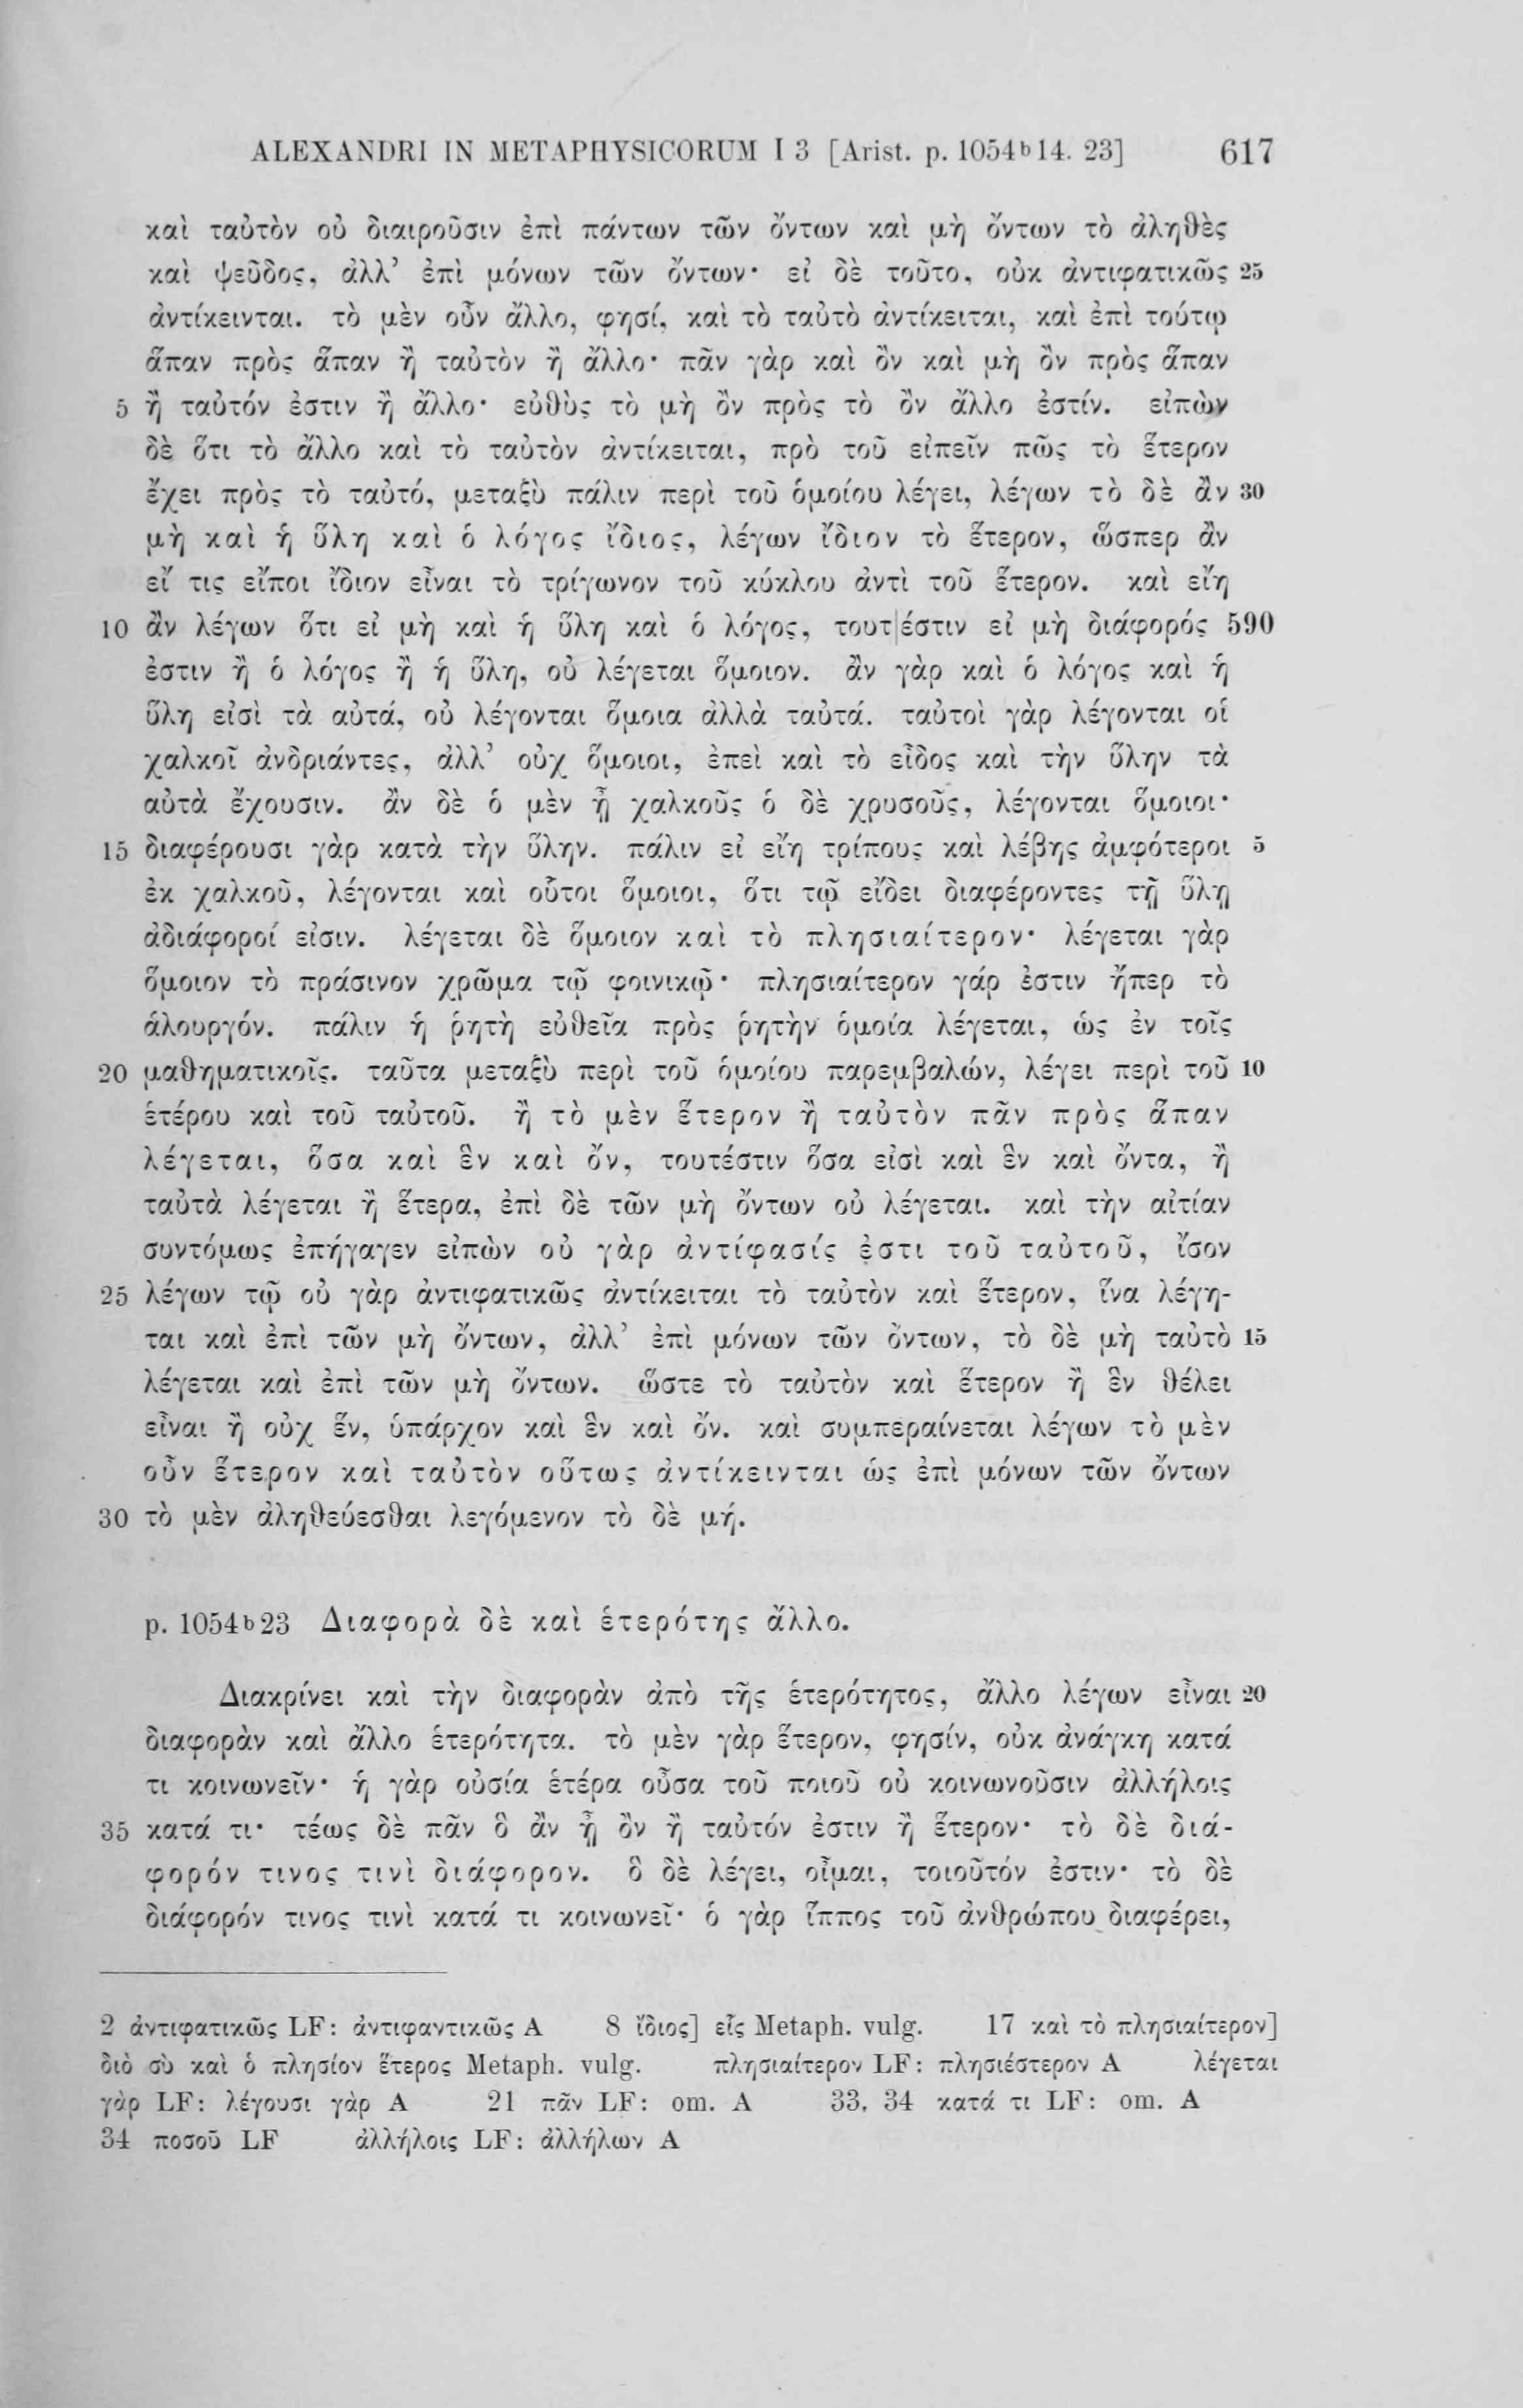 ALEXANDRI IN METAPHYSICORUM I 3 [Arist. p. 1054b14. 23] 617
καὶ ταὐτὸν οὐ διαιροῦσιν ἐπὶ πάντων τῶν ὄντων καὶ μὴ ὄντων τὸ ἀληθὲς
καὶ ψεῦδος, ἀλλ’ ἐπὶ μόνων τῶν ὄντων· εἰ δὲ τοῦτο, οὐκ ἀντιφατικῶς 25
ἀντίκεινται. τὸ μὲν οὖν ἄλλο, φησί, καὶ τὸ ταὐτὸ ἀντίκειται, καὶ ἐπὶ τούτῳ
ἅπαν πρὸς ἅπαν ἢ ταὐτὸν ἢ ἄλλο· πᾶν γὰρ καὶ ὂν καὶ μὴ ὂν πρὸς ἅπαν
5 ἢ ταὐτόν ἐστιν ἢ ἄλλο· εὐθὺς τὸ μὴ ὂν πρὸς τὸ ὂν ἄλλο ἐστίν. εἰπὼν
δὲ ὅτι τὸ ἄλλο καὶ τὸ ταὐτὸν ἀντίκειται, πρὸ τοῦ εἰπεῖν πῶς τὸ ἕτερον
ἔχει πρὸς τὸ ταὐτό, μεταξὺ πάλιν περὶ τοῦ ὁμοίου λέγει, λέγων τὸ δὲ ἂν 30
μὴ καὶ ἡ ὕλη καὶ ὁ λόγος ἴδιος, λέγων ἴδιον τὸ ἕτερον, ὥσπερ ἂν
εἴ τις εἴποι ἴδιον εἶναι τὸ τρίγωνον τοῦ κύκλου ἀντὶ τοῦ ἕτερον. καὶ εἴη
10 ἂν λέγων ὅτι εἰ μὴ καὶ ἡ ὕλη καὶ ὁ λόγος, τουτ|έστιν εἰ μὴ διάφορός 590
ἐστιν ἢ ὁ λόγος ἢ ἡ ὕλη, οὐ λέγεται ὅμοιον. ἂν γὰρ καὶ ὁ λόγος καὶ ἡ
ὕλη εἰσὶ τὰ αὐτά, οὐ λέγονται ὅμοια ἀλλὰ ταὐτά. ταὐτοὶ γὰρ λέγονται οἱ
χαλκοῖ ἀνδριάντες, ἀλλ’ οὐχ ὅμοιοι, ἐπεὶ καὶ τὸ εἶδος καὶ τὴν ὕλην τὰ
αὐτὰ ἔχουσιν. ἂν δὲ ὁ μὲν ᾖ χαλκοῦς ὁ δὲ χρυσοῦς, λέγονται ὅμοιοι·
15 διαφέρουσι γὰρ κατὰ τὴν ὕλην. πάλιν εἰ εἴη τρίπους καὶ λέβης ἀμφότεροι 5
ἐκ χαλκοῦ, λέγονται καὶ οὗτοι ὅμοιοι, ὅτι τῷ εἴδει διαφέροντες τῇ ὕλῃ
ἀδιάφοροί εἰσιν. λέγεται δὲ ὅμοιον καὶ τὸ πλησιαίτερον· λέγεται γὰρ
ὅμοιον τὸ πράσινον χρῶμα τῷ φοινικῷ· πλησιαίτερον γάρ ἐστιν ἤπερ τὸ
ἁλουργόν. πάλιν ἡ ῥητὴ εὐθεῖα πρὸς ῥητὴν ὁμοία λέγεται, ὡς ἐν τοῖς
20 μαθηματικοῖς. ταῦτα μεταξὺ περὶ τοῦ ὁμοίου παρεμβαλών, λέγει περὶ τοῦ 10
ἑτέρου καὶ τοῦ ταὐτοῦ. ἢ τὸ μὲν ἕτερον ἢ ταὐτὸν πᾶν πρὸς ἅπαν
λέγεται, ὅσα καὶ ἓν καὶ ὄν, τουτέστιν ὅσα εἰσὶ καὶ ἓν καὶ ὄντα, ἢ
ταὐτὰ λέγεται ἢ ἕτερα, ἐπὶ δὲ τῶν μὴ ὄντων οὐ λέγεται. καὶ τὴν αἰτίαν
συντόμως ἐπήγαγεν εἰπὼν οὐ γὰρ ἀντίφασίς ἐστι τοῦ ταὐτοῦ, ἴσον
25 λέγων τῷ οὐ γὰρ ἀντιφατικῶς ἀντίκειται τὸ ταὐτὸν καὶ ἕτερον, ἵνα λέγη-
ται καὶ ἐπὶ τῶν μὴ ὄντων, ἀλλ’ ἐπὶ μόνων τῶν ὄντων, τὸ δὲ μὴ ταὐτὸ 15
λέγεται καὶ ἐπὶ τῶν μὴ ὄντων. ὥστε τὸ ταὐτὸν καὶ ἕτερον ἢ ἓν θέλει
εἶναι ἢ οὐχ ἕν, ὑπάρχον καὶ ἓν καὶ ὄν. καὶ συμπεραίνεται λέγων τὸ μὲν
οὖν ἕτερον καὶ ταὐτὸν οὕτως ἀντίκεινται ὡς ἐπὶ μόνων τῶν ὄντων
30 τὸ μὲν ἀληθεύεσθαι λεγόμενον τὸ δὲ μή.
p. 1054b23 Διαφορὰ δὲ καὶ ἑτερότης ἄλλο.
Διακρίνει καὶ τὴν διαφορὰν ἀπὸ τῆς ἑτερότητος, ἄλλο λέγων εἶναι 20
διαφορὰν καὶ ἄλλο ἑτερότητα. τὸ μὲν γὰρ ἕτερον, φησίν, οὐκ ἀνάγκη κατά
τι κοινωνεῖν· ἡ γὰρ οὐσία ἑτέρα οὖσα τοῦ ποιοῦ οὐ κοινωνοῦσιν ἀλλήλοις
35 κατά τι· τέως δὲ πᾶν ὃ ἂν ᾖ ὂν ἢ ταὐτόν ἐστιν ἢ ἕτερον· τὸ δὲ διά-
φορόν τινος τινὶ διάφορον. ὃ δὲ λέγει, οἶμαι, τοιοῦτόν ἐστιν· τὸ δὲ
διάφορόν τινος τινὶ κατά τι κοινωνεῖ· ὁ γὰρ ἵππος τοῦ ἀνθρώπου διαφέρει,
2 ἀντιφατικῶς LF: ἀντιφαντικῶς A 8 ἴδιος] εἷς Metaph. vulg. 17 καὶ τὸ πλησιαίτερον]
διὸ σὺ καὶ ὁ πλησίον ἕτερος Metaph. vulg. πλησιαίτερον LF: πλησιέστερον A λέγεται
γὰρ LF: λέγουσι γὰρ A 21 πᾶν LF: om. A 33, 34 κατά τι LF: om. A
34 ποσοῦ LF ἀλλήλοις LF: ἀλλήλων A